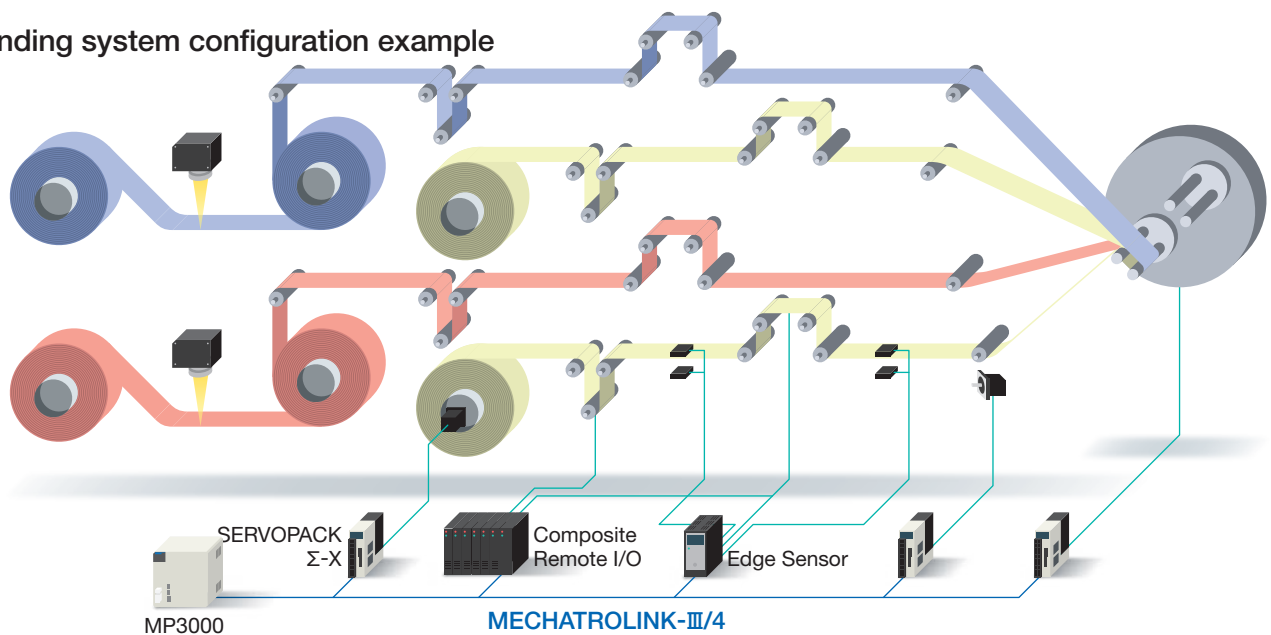 nding system configuration example
SERVOPACK
Σ-X
Composite
Remote I/O
Edge Sensor
MECHATROLINK-Ⅲ/4
MP3000